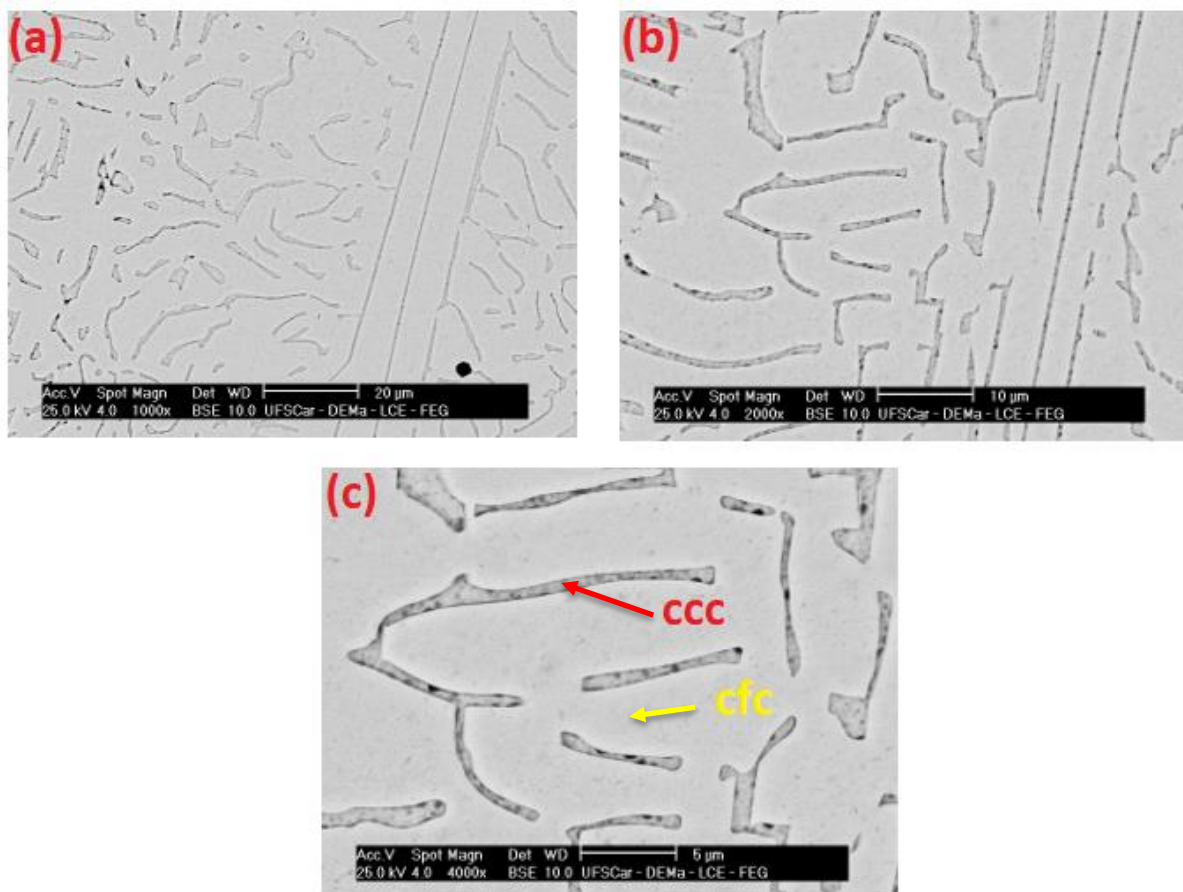 (a)
Acc.V Spot Magn Det WD 20 µm
25.0 kV 4.0 1000x BSE 10.0 UFSCar - DEMa - LCE - FEG
(b)
Acc.V Spot Magn Det WD 10 µm
25.0 kV 4.0 2000x BSE 10.0 UFSCar - DEMa - LCE - FEG
(c)
ccc
cfc
Acc.V Spot Magn Det WD 5 µm
25.0 kV 4.0 4000x BSE 10.0 UFSCar - DEMa - LCE - FEG